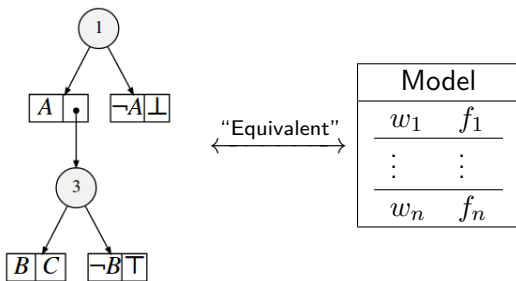 1
A
¬A ⊥
"Equivalent"
3
B C
¬B ⊤
Model
w₁ f₁
⋮ ⋮
wₙ fₙ